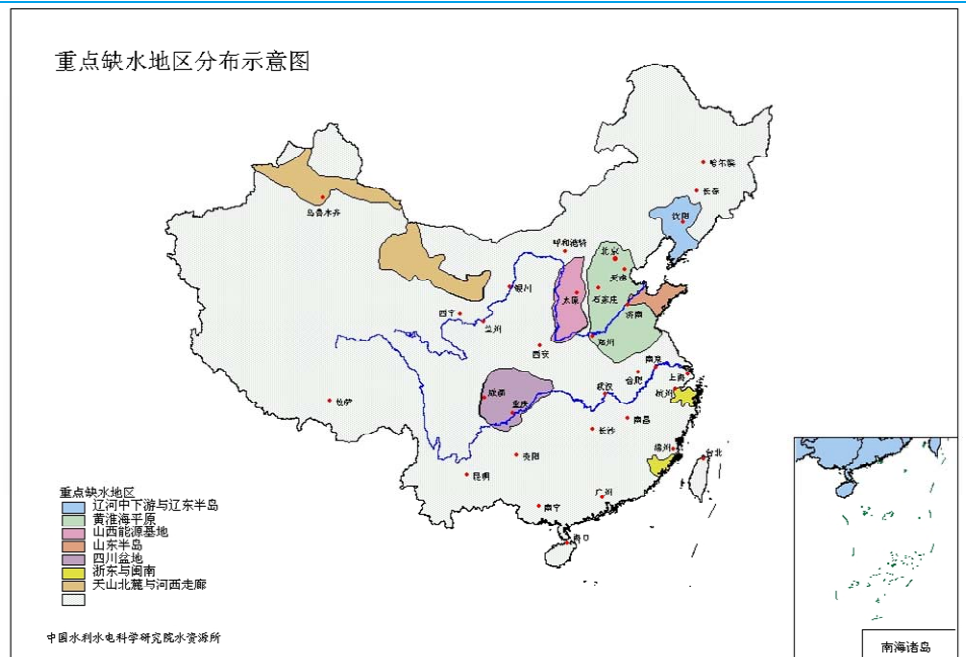 重点缺水地区分布示意图
哈尔滨
长春
沈阳
乌鲁木齐
呼和浩特
北京
天津
银川
太原
石家庄
济南
西宁
兰州
郑州
西安
南京
合肥
上海
成都
武汉
杭州
重庆
拉萨
南昌
长沙
福州
台北
贵阳
昆明
广州
南宁
海口
重点缺水地区
辽河中下游与辽东半岛
黄淮海平原
山西能源基地
山东半岛
四川盆地
浙东与闽南
天山北麓与河西走廊
中国水利水电科学研究院水资源所
南海诸岛